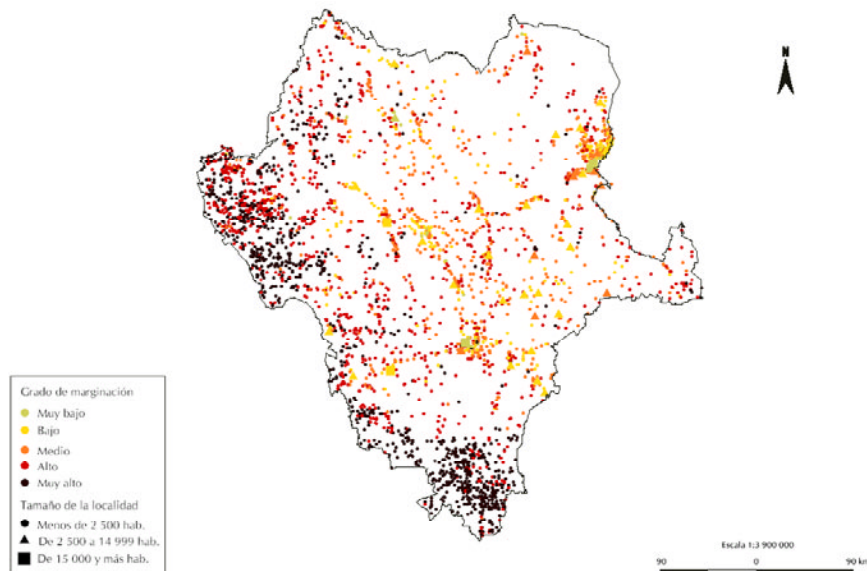 N
Grado de marginación
Muy bajo
Bajo
Medio
Alto
Muy alto
Tamaño de la localidad
Menos de 2 500 hab.
De 2 500 a 14 999 hab.
De 15 000 y más hab.
Escala 1:3 900 000
90 0 90 km